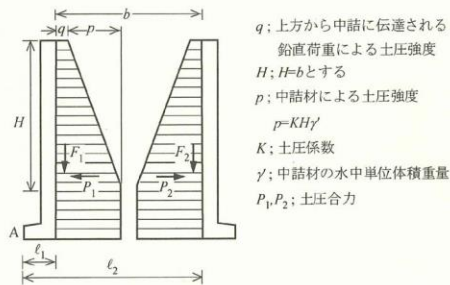 b
q p
H
F₁ F₂
P₁ P₂
A
ℓ₁
ℓ₂
q ; 上方から中詰に伝達される
鉛直荷重による土圧強度
H ; H=bとする
p ; 中詰材による土圧強度
p=KHγ'
K ; 土圧係数
γ' ; 中詰材の水中単位体積重量
P₁,P₂ ; 土圧合力